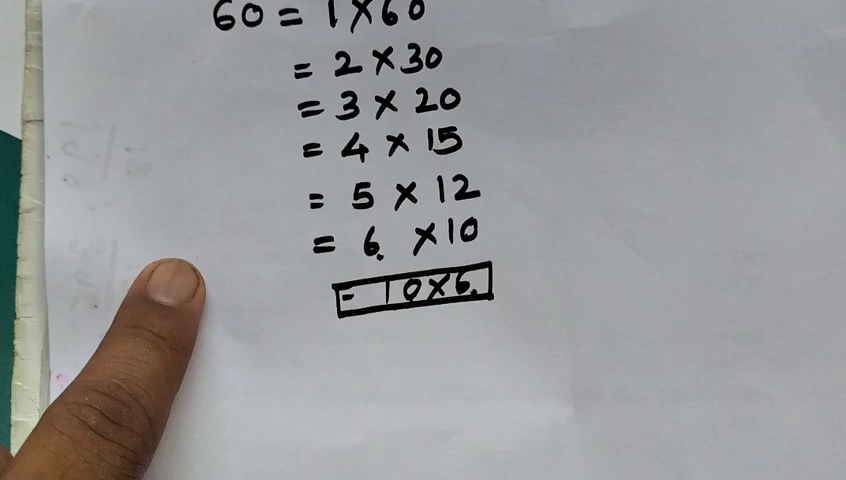 60 = 1 × 60
= 2 × 30
= 3 × 20
= 4 × 15
= 5 × 12
= 6. × 10
= 10 × 6.